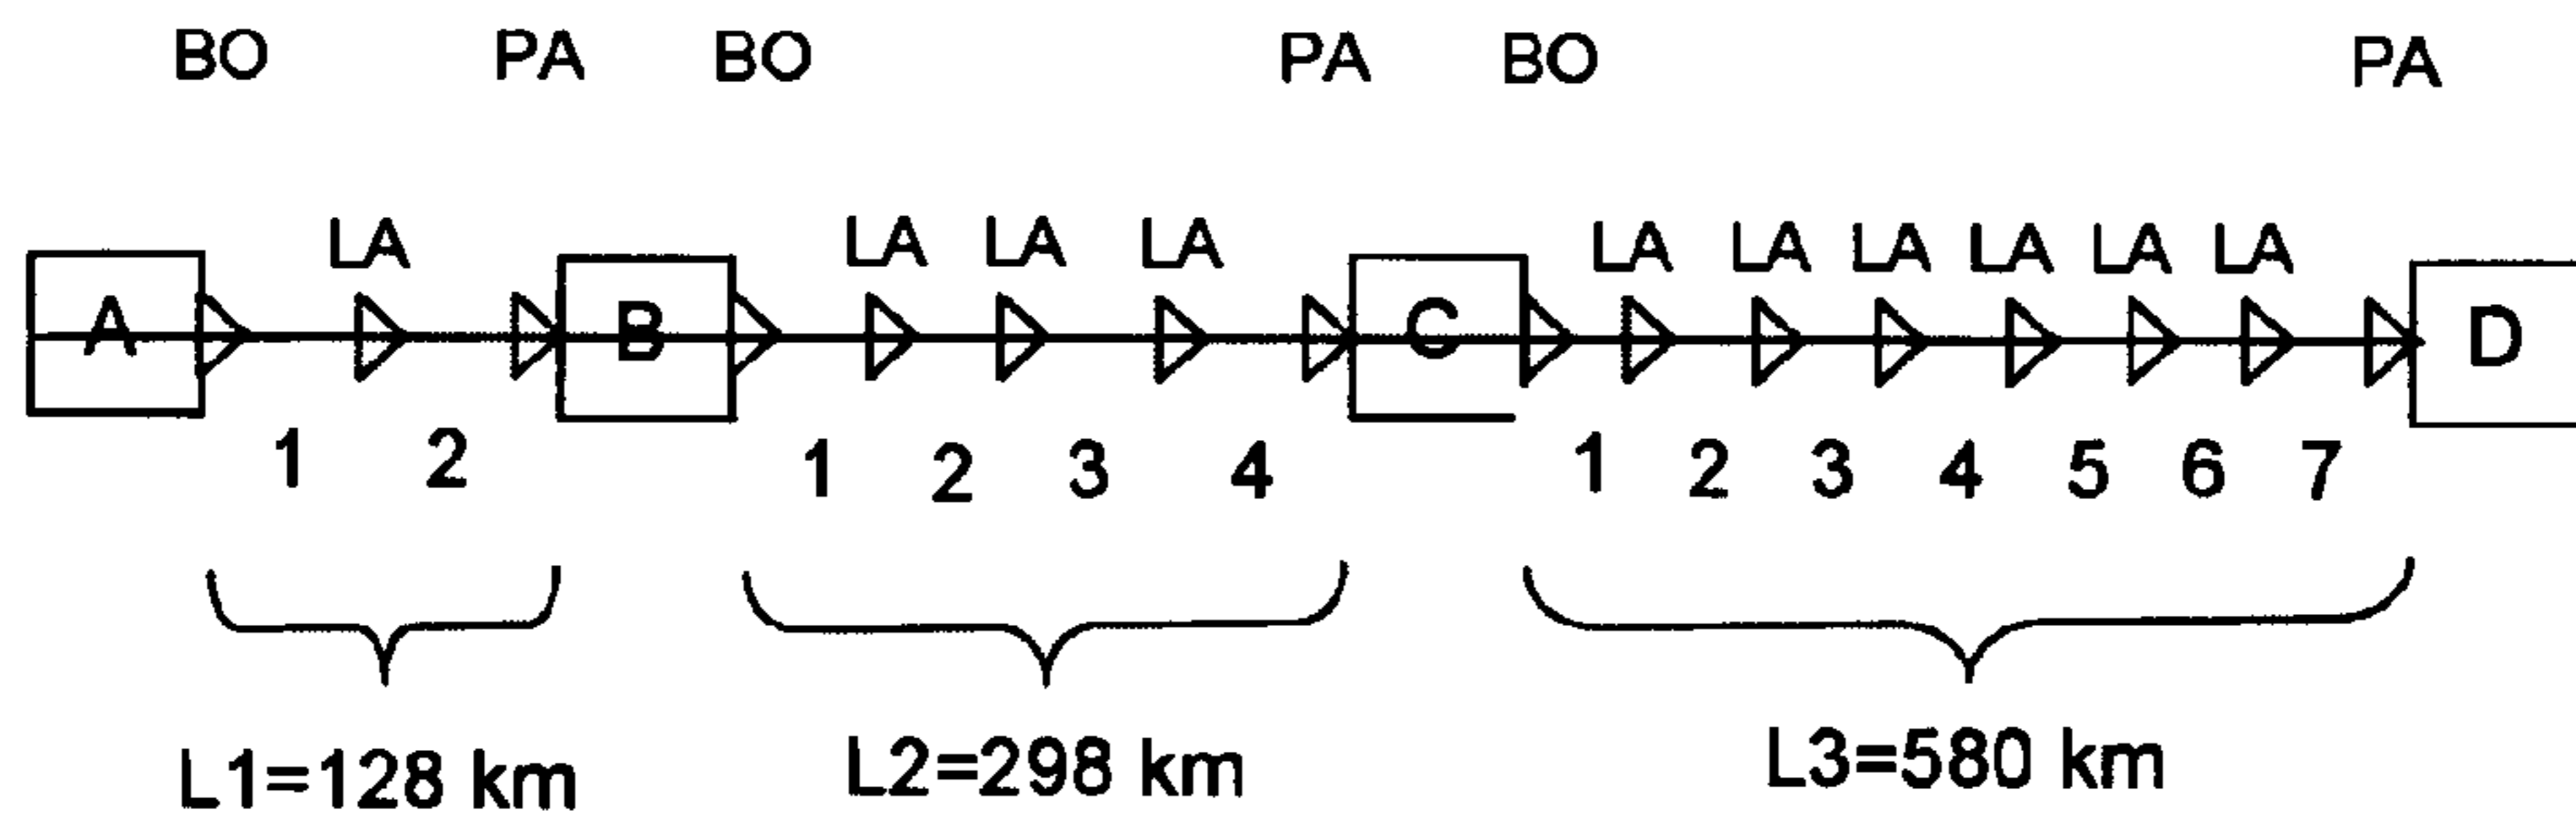 BO PA BO PA BO PA
LA LA LA LA LA LA LA LA LA LA
A B C D
1 2 1 2 3 4 1 2 3 4 5 6 7
L1=128 km L2=298 km L3=580 km